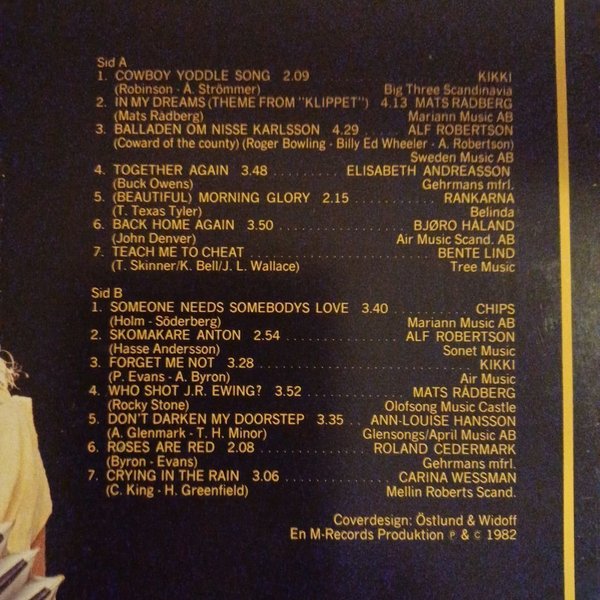 Sid A
1. COWBOY YODDLE SONG 2.09 .......... KIKKI
(Robinson - A. Strömmer) Big Three Scandinavia
2. IN MY DREAMS (THEME FROM "KLIPPET") 4.13 MATS RÅDBERG
(Mats Rådberg) Mariann Music AB
3. BALLADEN OM NISSE KARLSSON 4.29 ..... ALF ROBERTSON
(Coward of the county) (Roger Bowling - Billy Ed Wheeler - A. Robertson)
Sweden Music AB
4. TOGETHER AGAIN 3.48 ....... ELISABETH ANDREASSON
(Buck Owens) Gehrmans mfrl.
5. (BEAUTIFUL) MORNING GLORY 2.15 ........ RANKARNA
(T. Texas Tyler) Belinda
6. BACK HOME AGAIN 3.50 .......... BJØRO HÅLAND
(John Denver) Air Music Scand. AB
7. TEACH ME TO CHEAT .......... BENTE LIND
(T. Skinner/K. Bell/J. L. Wallace) Tree Music
Sid B
1. SOMEONE NEEDS SOMEBODYS LOVE 3.40 ....... CHIPS
(Holm - Söderberg) Mariann Music AB
2. SKOMAKARE ANTON 2.54 .......... ALF ROBERTSON
(Hasse Andersson) Sonet Music
3. FORGET ME NOT 3.28 .......... KIKKI
(P. Evans - A. Byron) Air Music
4. WHO SHOT J.R. EWING? 3.52 ........ MATS RÅDBERG
(Rocky Stone) Olofsong Music Castle
5. DON'T DARKEN MY DOORSTEP 3.35 .. ANN-LOUISE HANSSON
(A. Glenmark - T. H. Minor) Glensongs/April Music AB
6. ROSES ARE RED 2.08 .......... ROLAND CEDERMARK
(Byron - Evans) Gehrmans mfrl.
7. CRYING IN THE RAIN 3.06 ........ CARINA WESSMAN
(C. King - H. Greenfield) Mellin Roberts Scand.
Coverdesign: Östlund & Widoff
En M-Records Produktion ℗ & © 1982